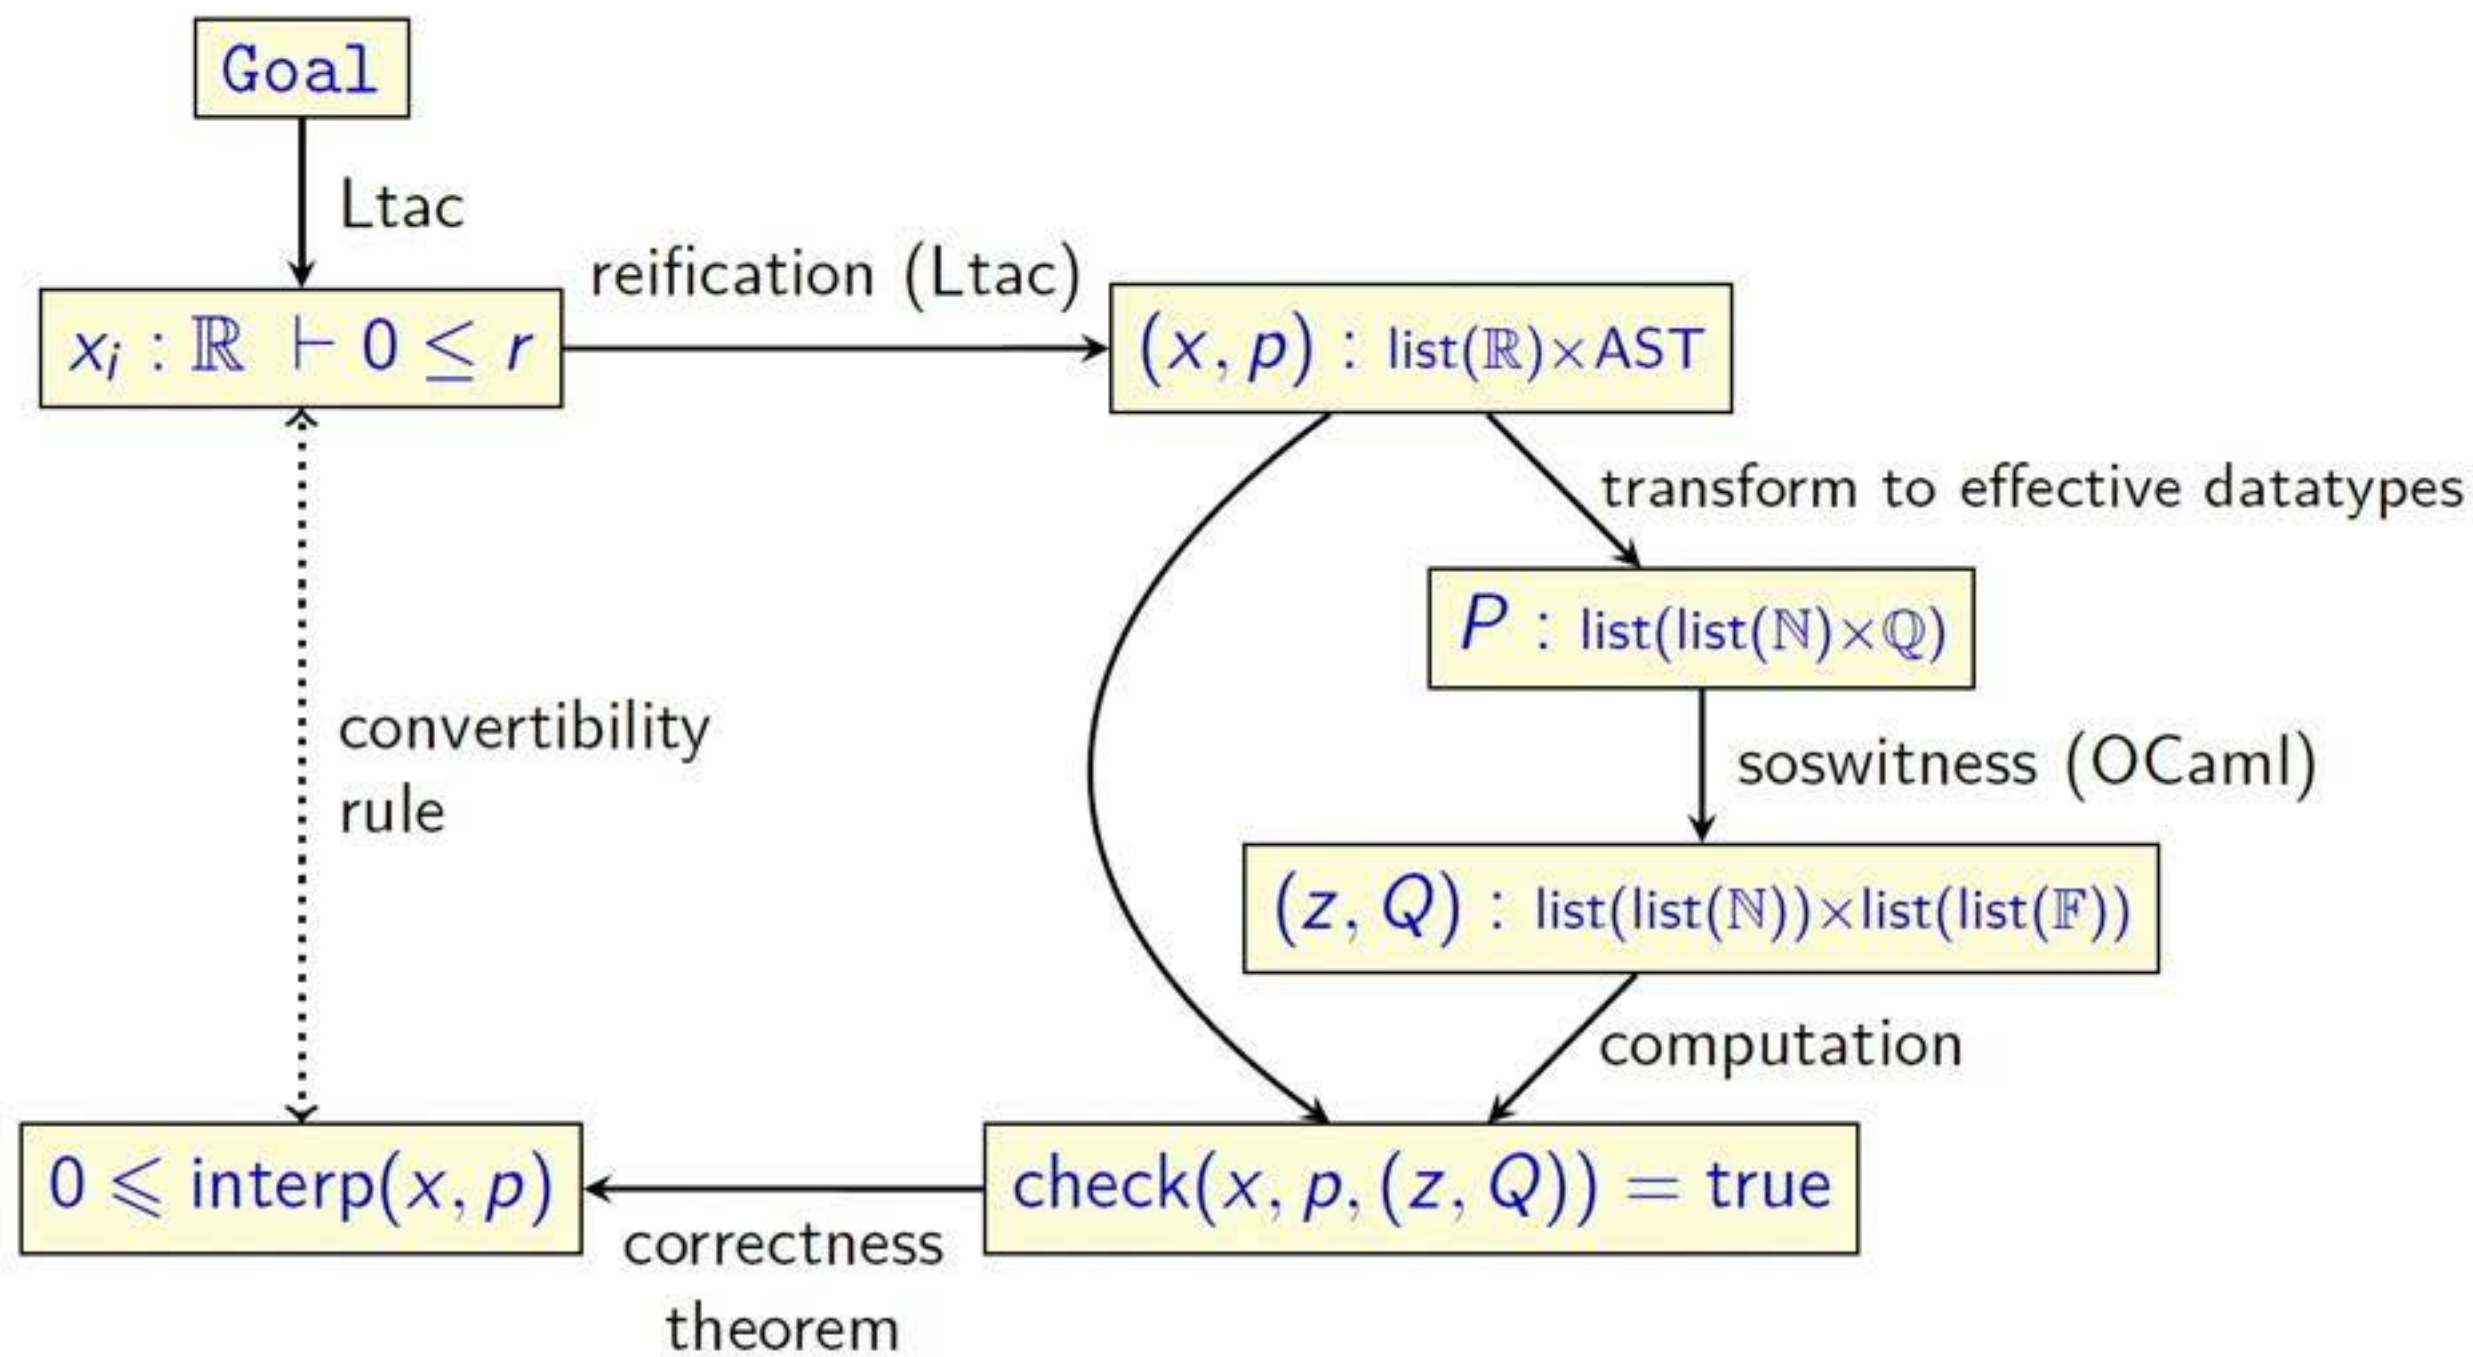 Goal
Ltac
reification (Ltac)
xᵢ : ℝ ⊢ 0 ≤ r
(x, p) : list(ℝ)×AST
transform to effective datatypes
P : list(list(ℕ)×ℚ)
convertibility
rule
soswitness (OCaml)
(z, Q) : list(list(ℕ))×list(list(𝔽))
computation
0 ⩽ interp(x, p)
check(x, p, (z, Q)) = true
correctness
theorem